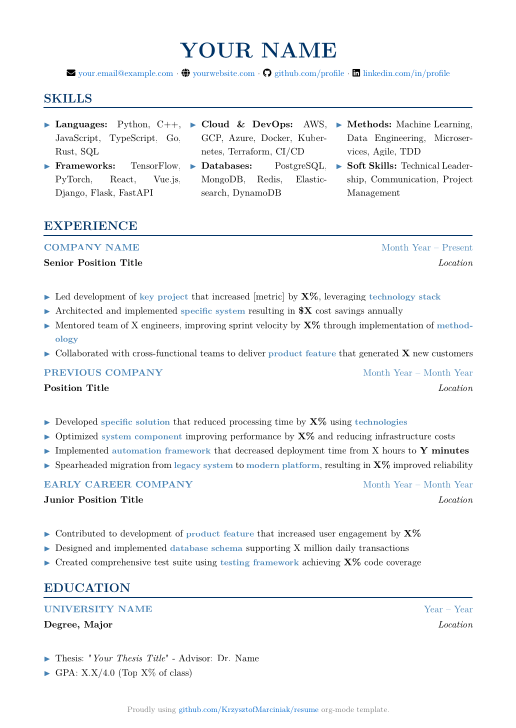 YOUR NAME
your.email@example.com · yourwebsite.com · github.com/profile · linkedin.com/in/profile
SKILLS
▶ Languages: Python, C++,
JavaScript, TypeScript. Go,
Rust, SQL
▶ Frameworks: TensorFlow,
PyTorch, React, Vue.js,
Django, Flask, FastAPI
▶ Cloud & DevOps: AWS,
GCP, Azure, Docker, Kuber-
netes, Terraform, CI/CD
▶ Databases: PostgreSQL,
MongoDB, Redis, Elastic-
search, DynamoDB
▶ Methods: Machine Learning,
Data Engineering, Microser-
vices, Agile, TDD
▶ Soft Skills: Technical Leader-
ship, Communication, Project
Management
EXPERIENCE
COMPANY NAME Month Year – Present
Senior Position Title Location
▶ Led development of key project that increased [metric] by X%, leveraging technology stack
▶ Architected and implemented specific system resulting in $X cost savings annually
▶ Mentored team of X engineers, improving sprint velocity by X% through implementation of method-
ology
▶ Collaborated with cross-functional teams to deliver product feature that generated X new customers
PREVIOUS COMPANY Month Year – Month Year
Position Title Location
▶ Developed specific solution that reduced processing time by X% using technologies
▶ Optimized system component improving performance by X% and reducing infrastructure costs
▶ Implemented automation framework that decreased deployment time from X hours to Y minutes
▶ Spearheaded migration from legacy system to modern platform, resulting in X% improved reliability
EARLY CAREER COMPANY Month Year – Month Year
Junior Position Title Location
▶ Contributed to development of product feature that increased user engagement by X%
▶ Designed and implemented database schema supporting X million daily transactions
▶ Created comprehensive test suite using testing framework achieving X% code coverage
EDUCATION
UNIVERSITY NAME Year – Year
Degree, Major Location
▶ Thesis: "Your Thesis Title" - Advisor: Dr. Name
▶ GPA: X.X/4.0 (Top X% of class)
Proudly using github.com/KrzysztofMarciniak/resume org-mode template.